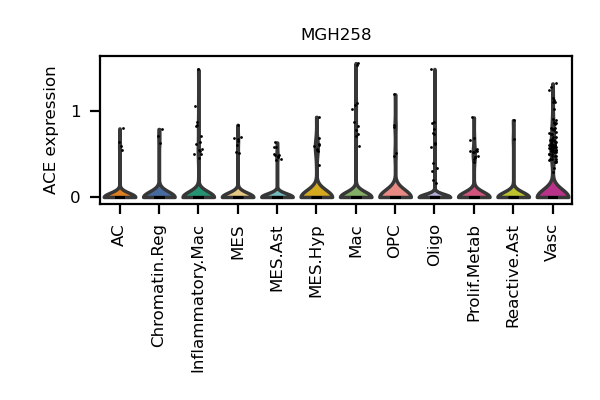 MGH258
ACE expression
1
0
AC
Chromatin.Reg
Inflammatory.Mac
MES
MES.Ast
MES.Hyp
Mac
OPC
Oligo
Prolif.Metab
Reactive.Ast
Vasc